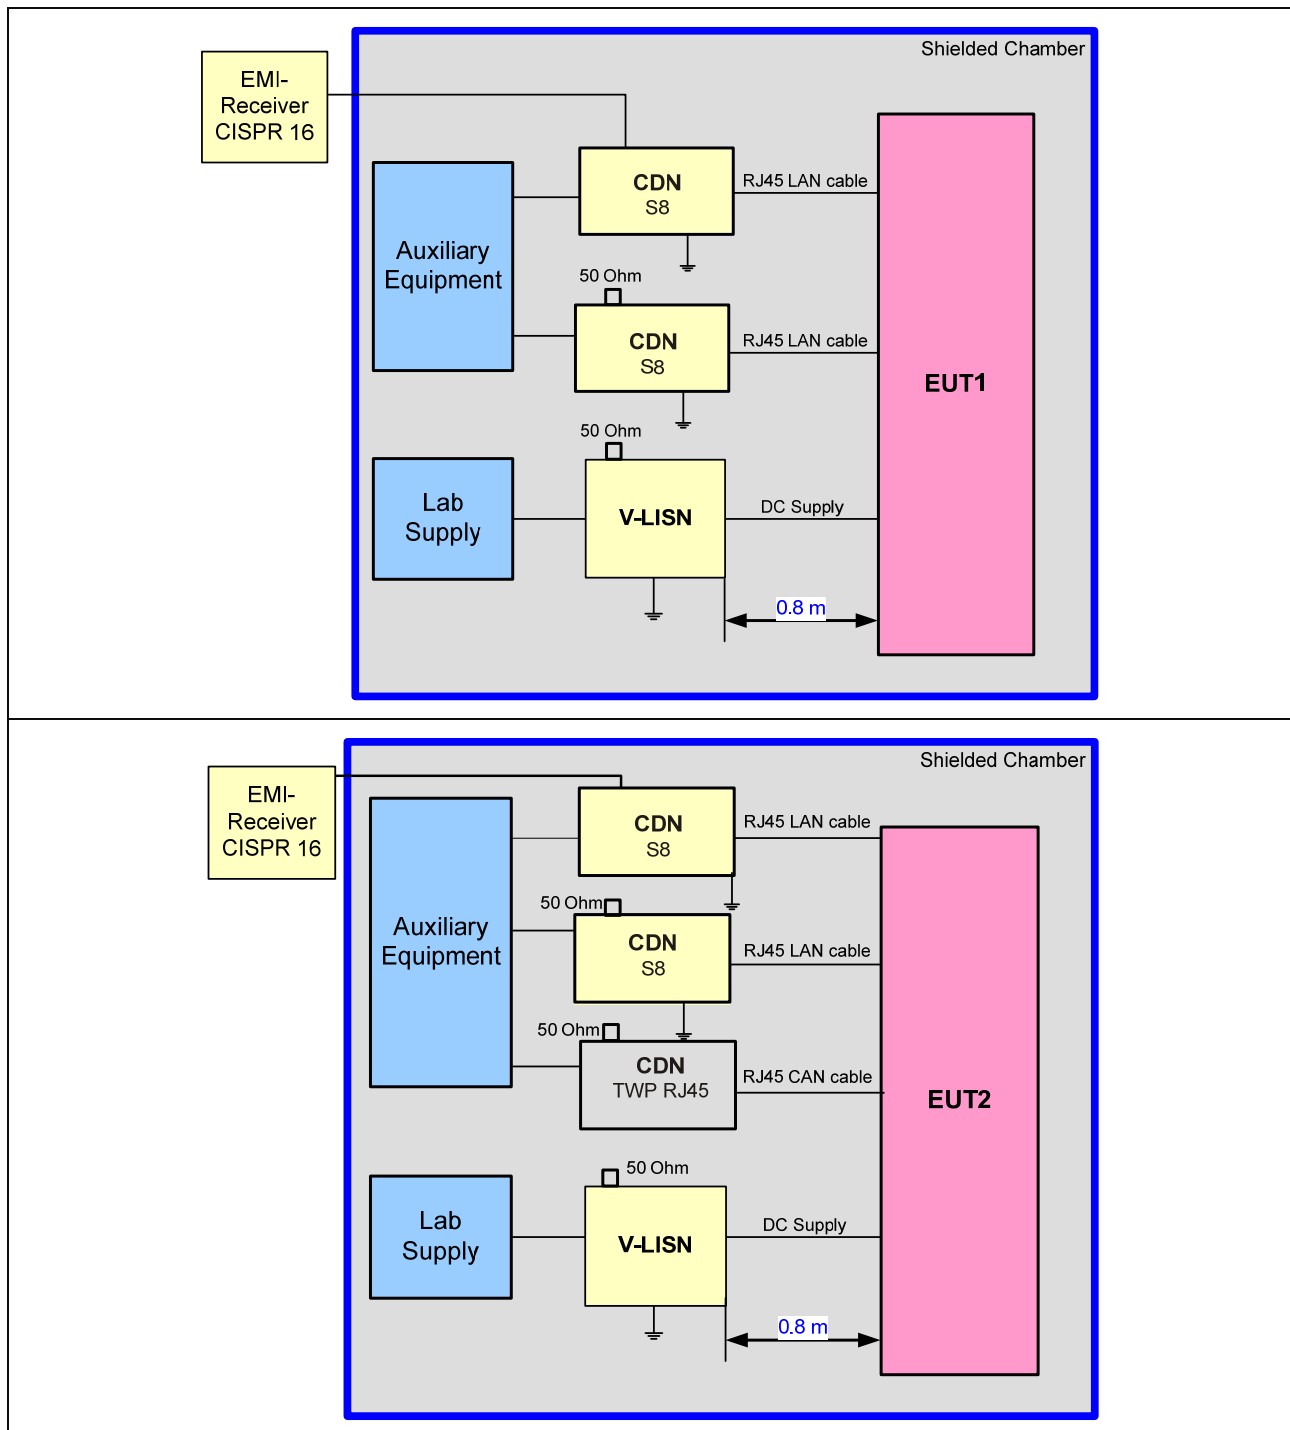 Shielded Chamber
EMI-
Receiver
CISPR 16
CDN
S8
RJ45 LAN cable
Auxiliary
Equipment
50 Ohm
CDN
S8
RJ45 LAN cable
EUT1
50 Ohm
Lab
Supply
V-LISN
DC Supply
0.8 m
Shielded Chamber
EMI-
Receiver
CISPR 16
CDN
S8
RJ45 LAN cable
50 Ohm
Auxiliary
Equipment
CDN
S8
RJ45 LAN cable
50 Ohm
CDN
TWP RJ45
RJ45 CAN cable
EUT2
50 Ohm
Lab
Supply
V-LISN
DC Supply
0.8 m